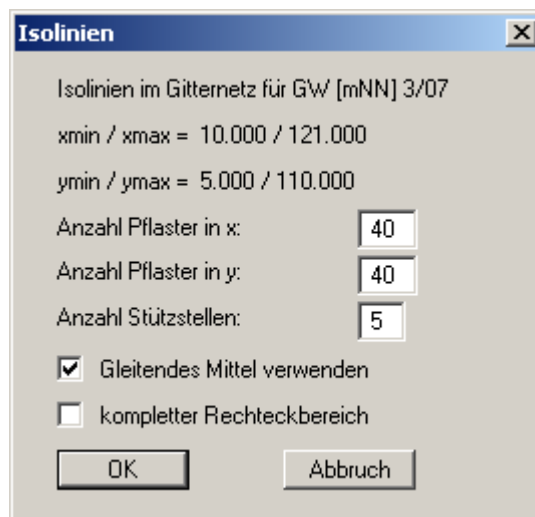 Isolinien
Isolinien im Gitternetz für GW [mNN] 3/07
xmin / xmax = 10.000 / 121.000
ymin / ymax = 5.000 / 110.000
Anzahl Pflaster in x: 40
Anzahl Pflaster in y: 40
Anzahl Stützstellen: 5
Gleitendes Mittel verwenden
kompletter Rechteckbereich
OK Abbruch